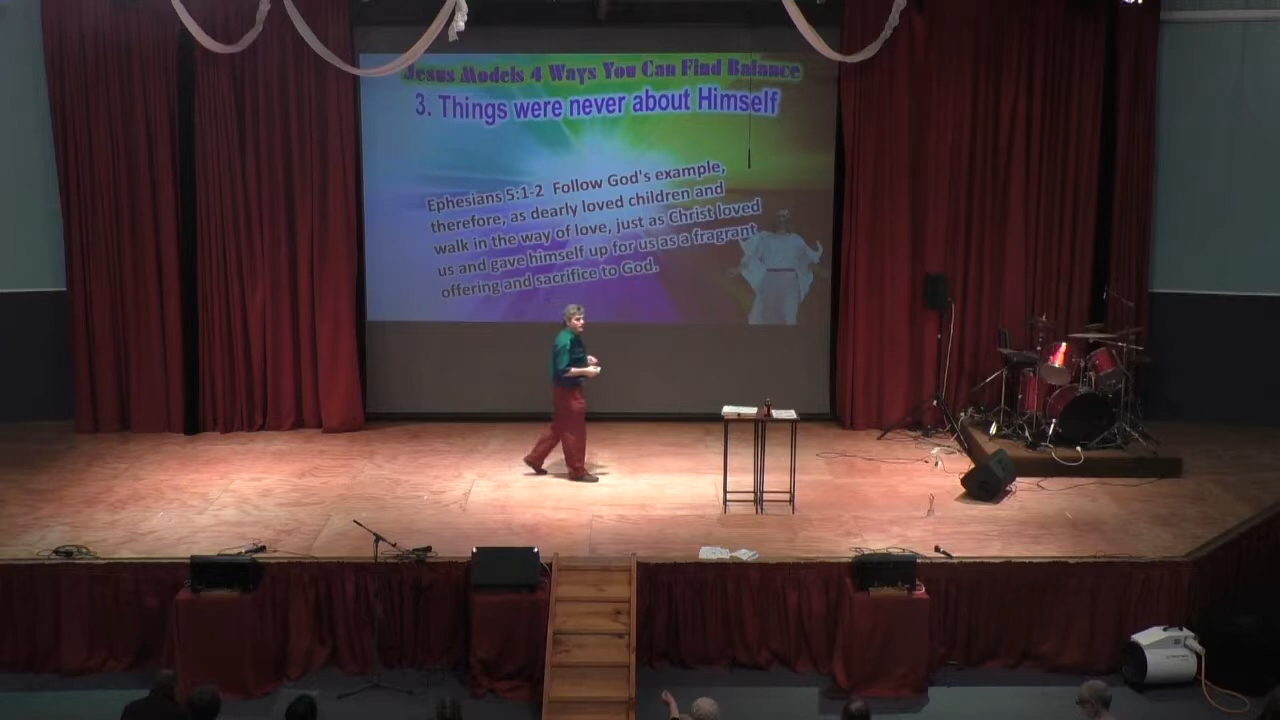 Jesus Models 4 Ways You Can Find Balance
3. Things were never about Himself
Ephesians 5:1-2 Follow God's example,
therefore, as dearly loved children and
walk in the way of love, just as Christ loved
us and gave himself up for us as a fragrant
offering and sacrifice to God.